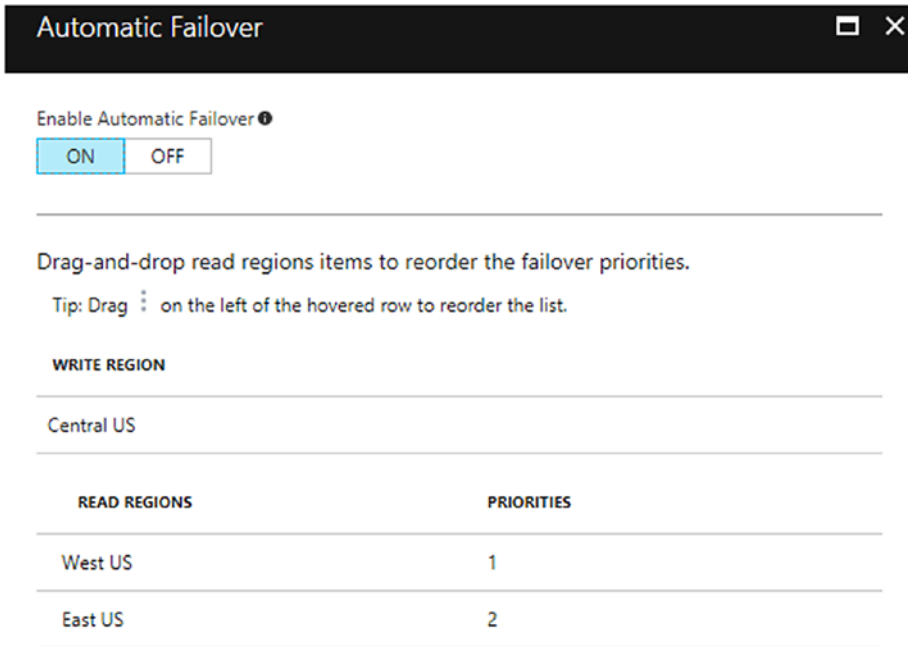 Automatic Failover
Enable Automatic Failover
ON OFF
Drag-and-drop read regions items to reorder the failover priorities.
Tip: Drag ⋮ on the left of the hovered row to reorder the list.
WRITE REGION
Central US
READ REGIONS PRIORITIES
West US 1
East US 2